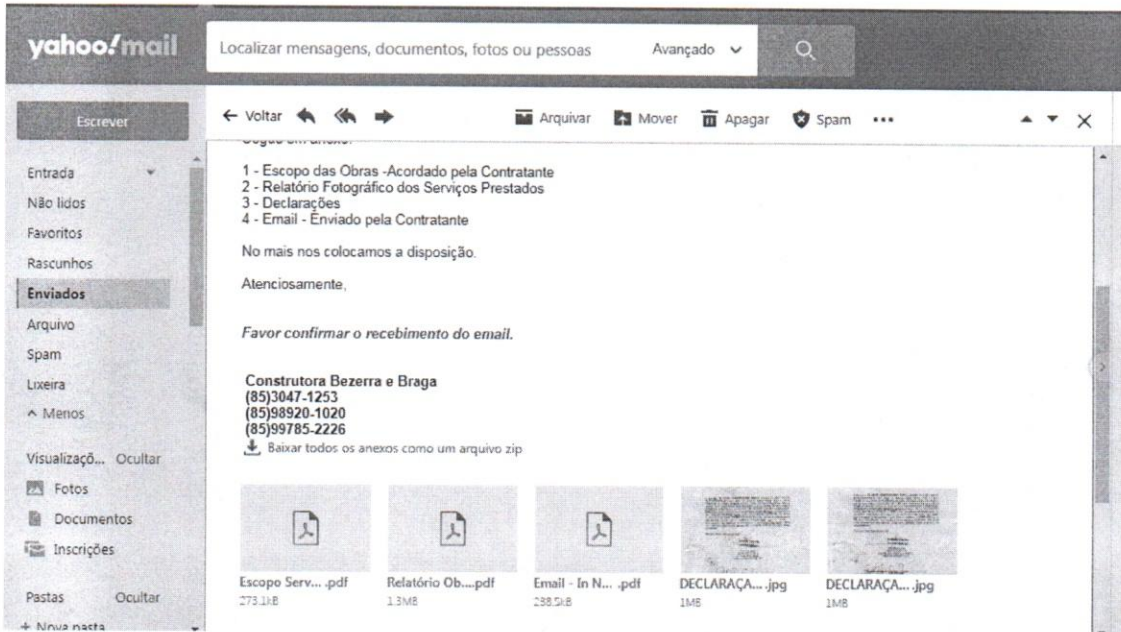 yahoo!mail
Localizar mensagens, documentos, fotos ou pessoas Avançado
Escrever
Voltar Arquivar Mover Apagar Spam
Entrada
Não lidos
Favoritos
Rascunhos
Enviados
Arquivo
Spam
Lixeira
Menos
Visualizaçõ... Ocultar
Fotos
Documentos
Inscrições
Pastas Ocultar
+ Nova pasta
1 - Escopo das Obras -Acordado pela Contratante
2 - Relatório Fotográfico dos Serviços Prestados
3 - Declarações
4 - Email - Enviado pela Contratante
No mais nos colocamos a disposição.
Atenciosamente,
Favor confirmar o recebimento do email.
Construtora Bezerra e Braga
(85)3047-1253
(85)98920-1020
(85)99785-2226
Baixar todos os anexos como um arquivo zip
Escopo Serv... .pdf Relatório Ob....pdf Email - In N... .pdf DECLARAÇA... .jpg DECLARAÇA... .jpg
273.1kB 1.3MB 238.5kB 1MB 1MB